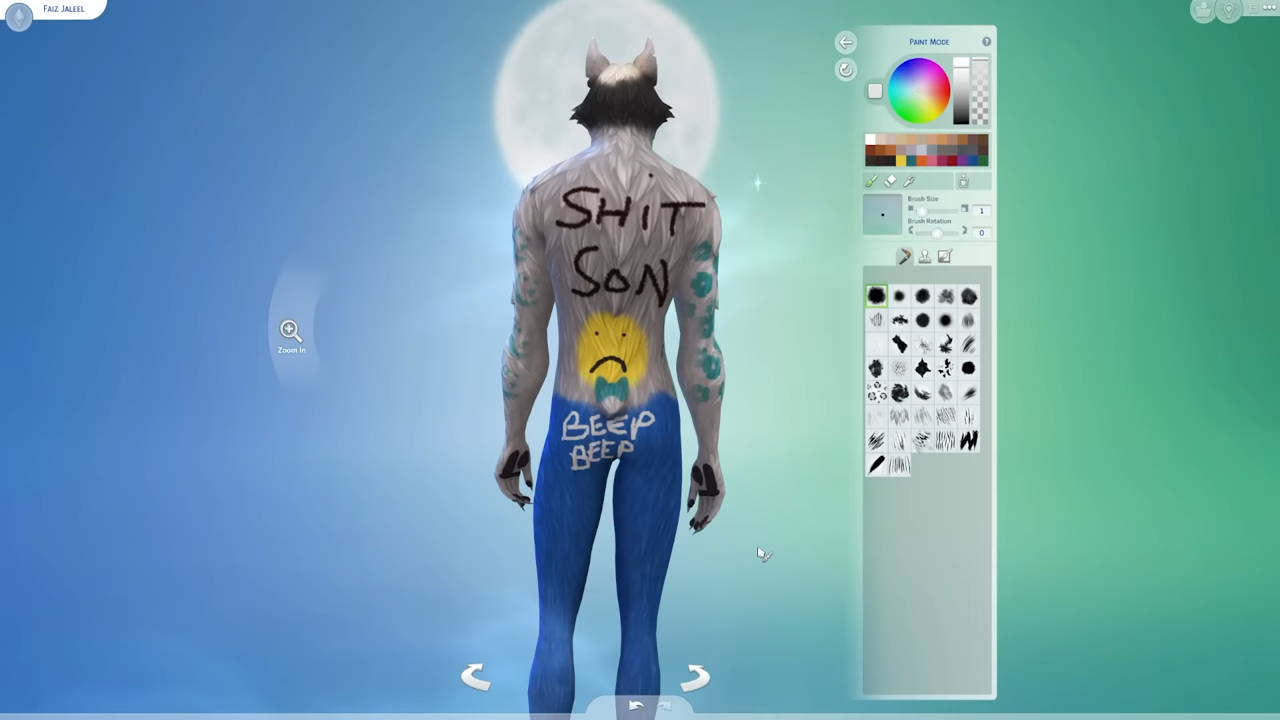 Faiz Jaleel
Paint Mode
?
Brush Size
1
Brush Rotation
0
Zoom In
SHiT
SON
BEEP
BEEP